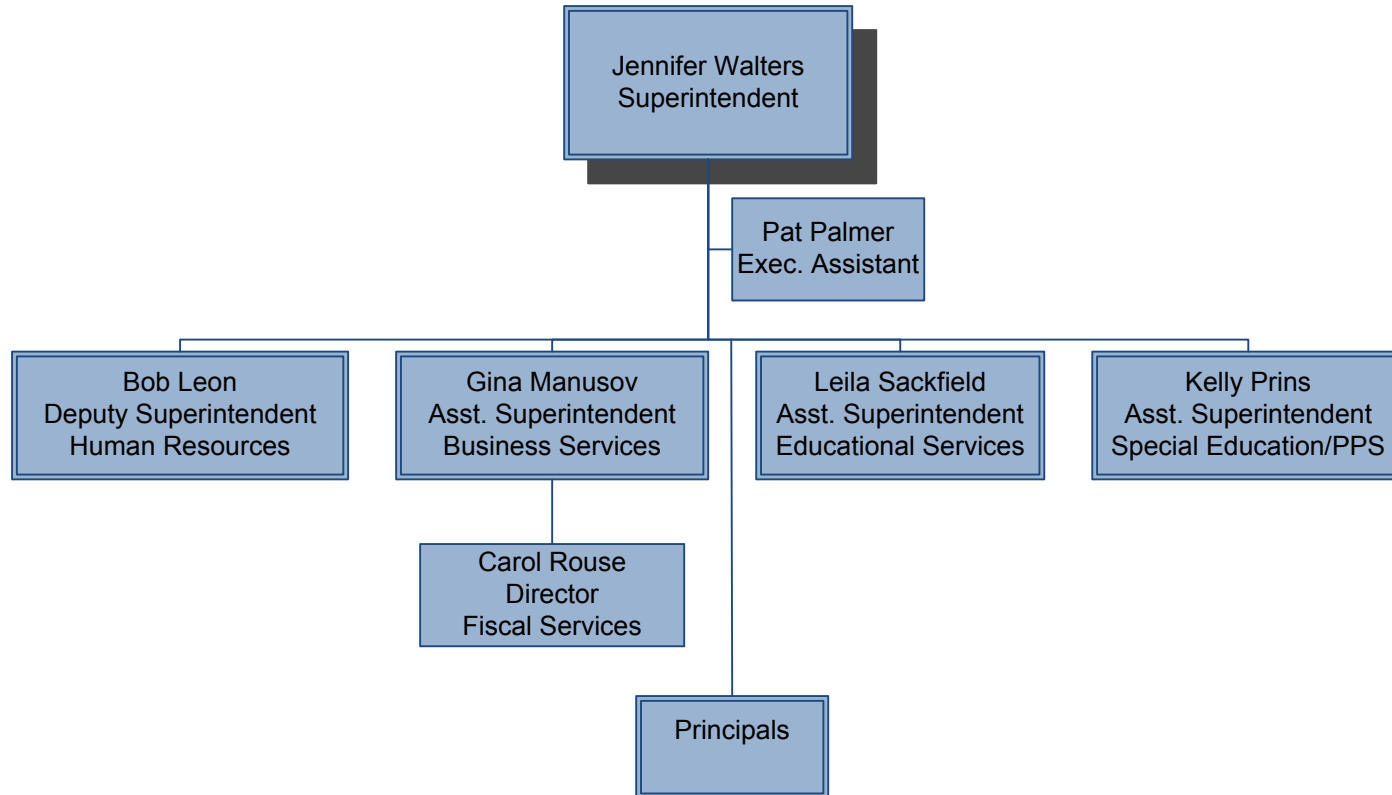 Jennifer Walters
Superintendent
Pat Palmer
Exec. Assistant
Bob Leon
Deputy Superintendent
Human Resources
Gina Manusov
Asst. Superintendent
Business Services
Leila Sackfield
Asst. Superintendent
Educational Services
Kelly Prins
Asst. Superintendent
Special Education/PPS
Carol Rouse
Director
Fiscal Services
Principals